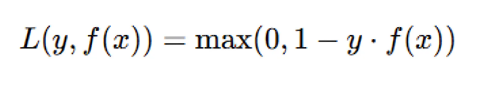 L(y, f(x)) = max(0, 1 − y · f(x))